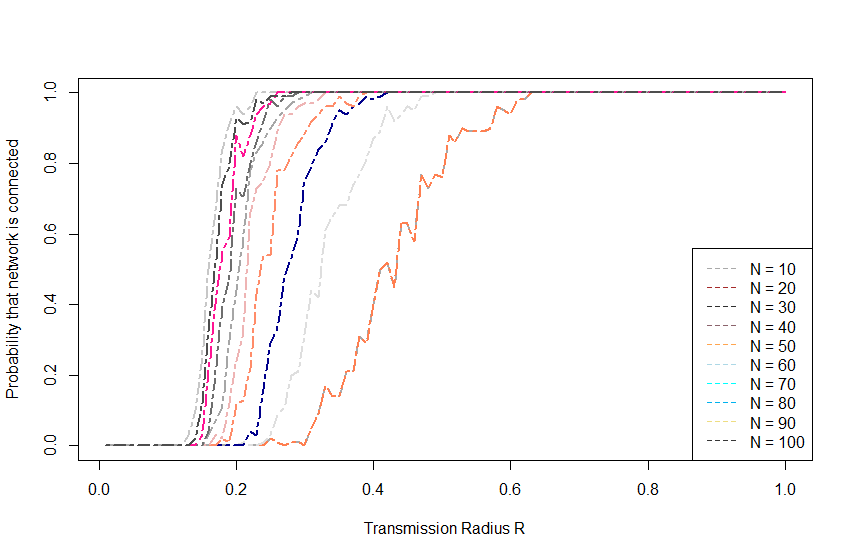 Probability that network is connected
1.0
0.8
0.6
0.4
0.2
0.0
N = 10
N = 20
N = 30
N = 40
N = 50
N = 60
N = 70
N = 80
N = 90
N = 100
0.0 0.2 0.4 0.6 0.8 1.0
Transmission Radius R